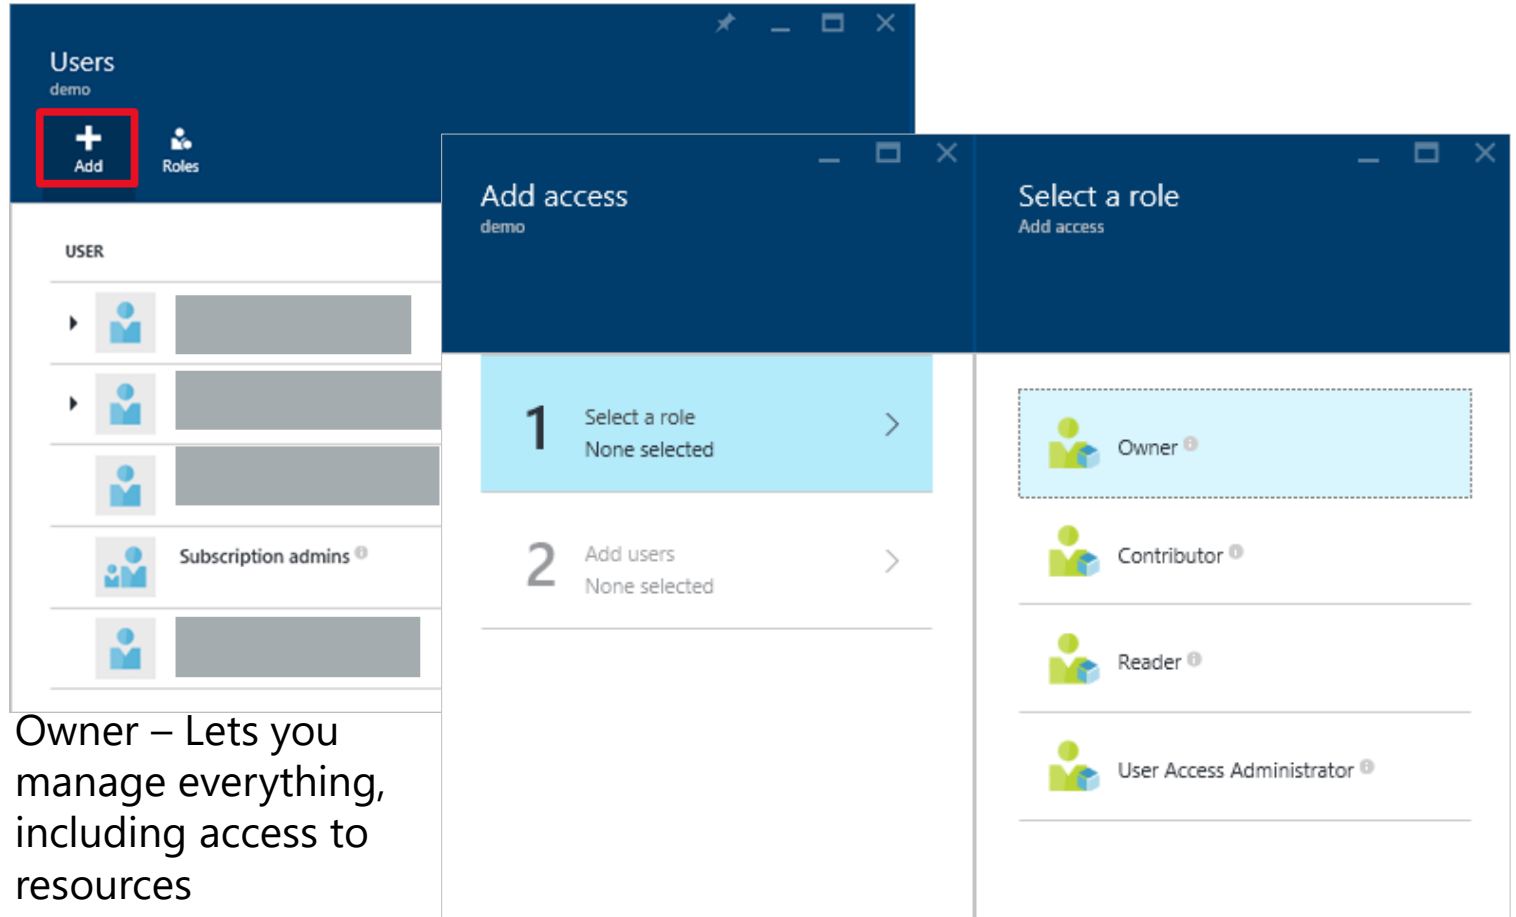 Users
demo
Add
Roles
USER
Subscription admins
Add access
demo
1
Select a role
None selected
2
Add users
None selected
Select a role
Add access
Owner
Contributor
Reader
User Access Administrator
Owner – Lets you
manage everything,
including access to
resources